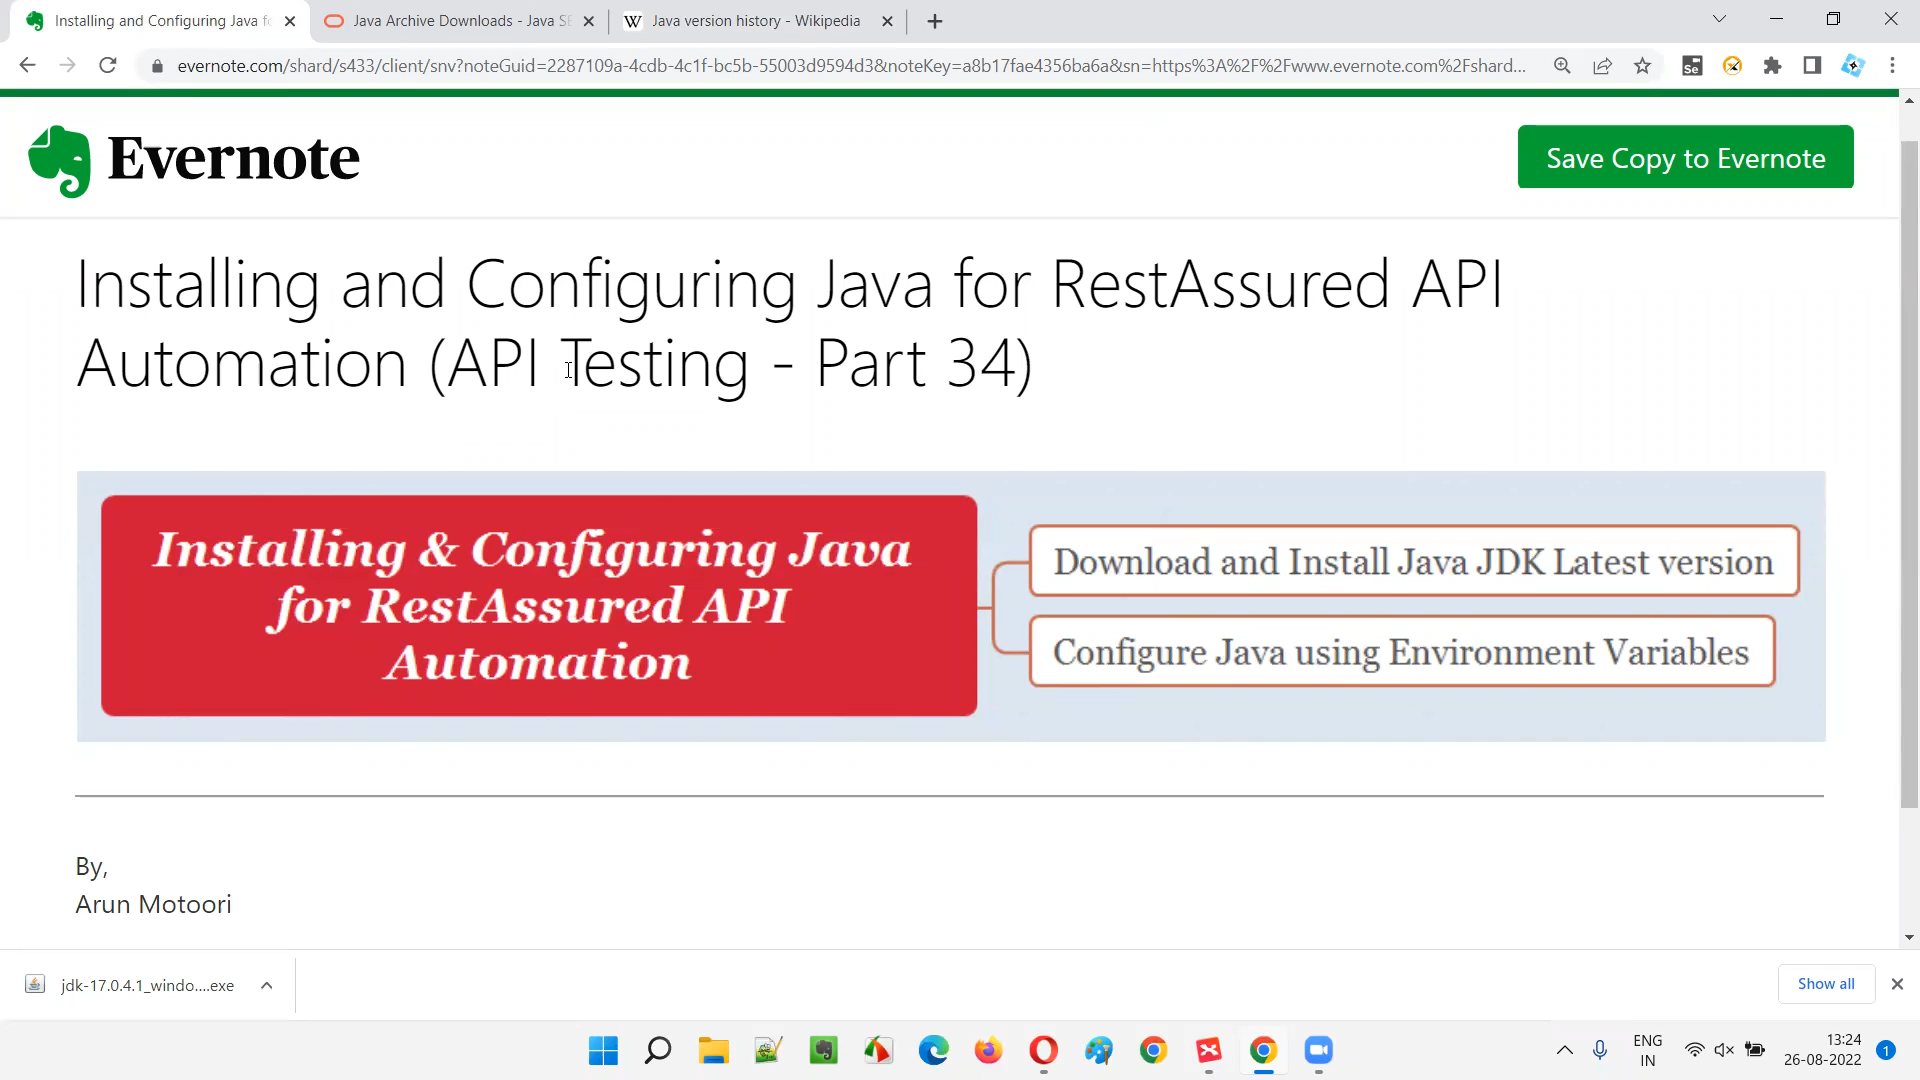 Installing and Configuring Java fo
Java Archive Downloads - Java SE
Java version history - Wikipedia
evernote.com/shard/s433/client/snv?noteGuid=2287109a-4cdb-4c1f-bc5b-55003d9594d3&noteKey=a8b17fae4356ba6a&sn=https%3A%2F%2Fwww.evernote.com%2Fshard...
Se
Evernote
Save Copy to Evernote
Installing and Configuring Java for RestAssured API
Automation (API Testing - Part 34)
Installing & Configuring Java
for RestAssured API
Automation
Download and Install Java JDK Latest version
Configure Java using Environment Variables
By,
Arun Motoori
jdk-17.0.4.1_windo....exe
Show all
ENG
IN
13:24
26-08-2022
1